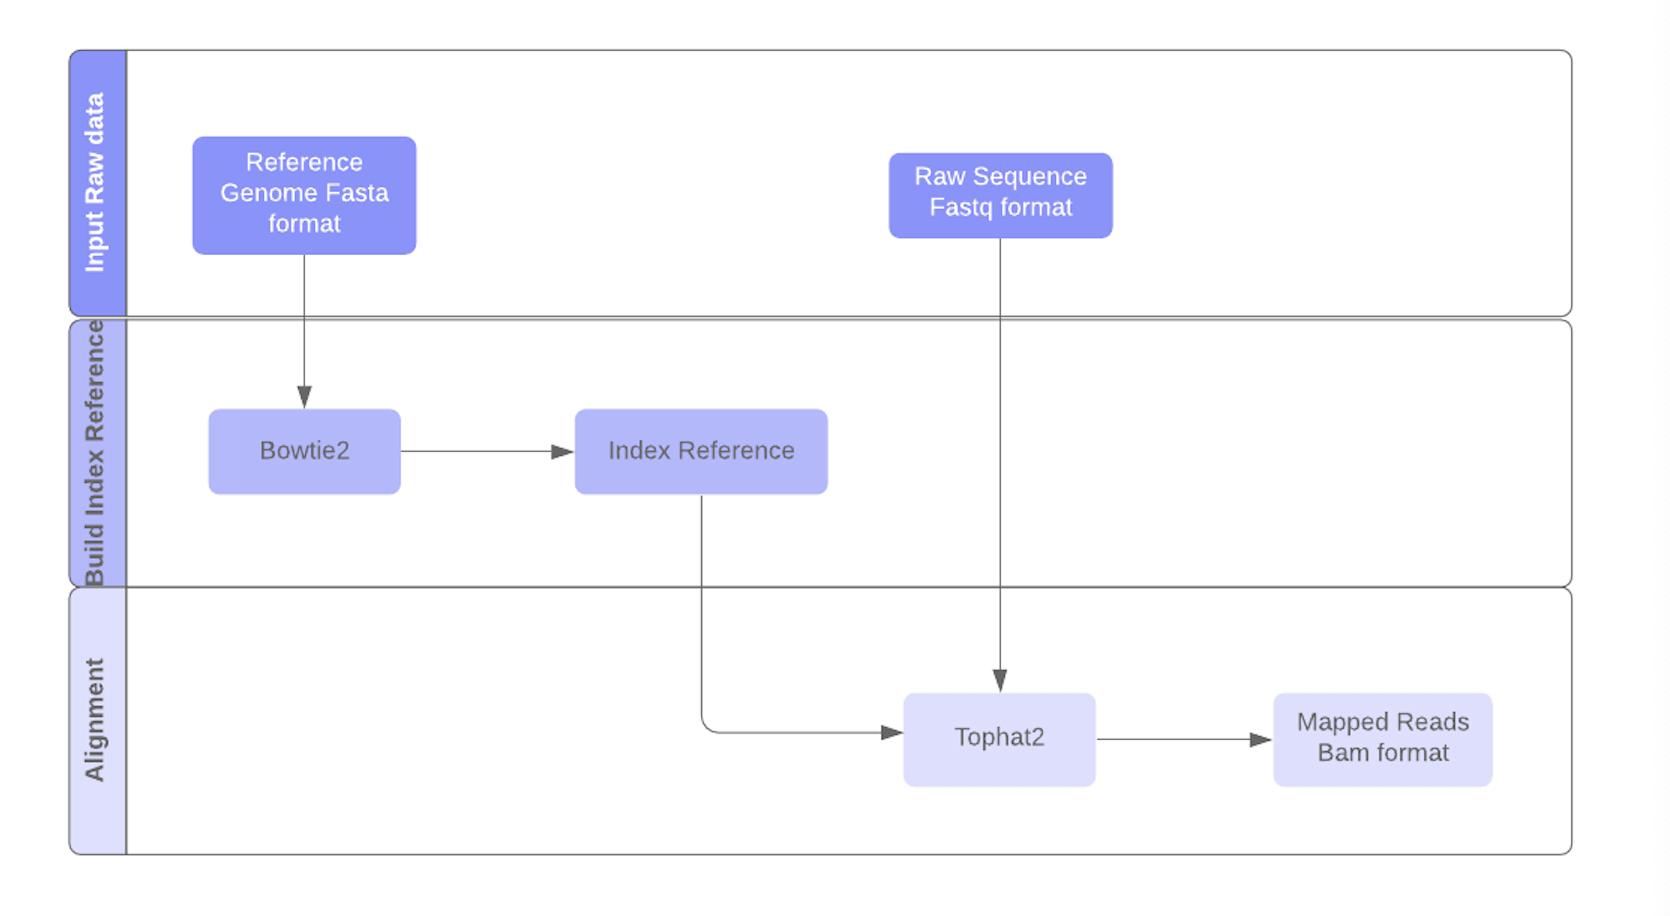 Input Raw data
Reference
Genome Fasta
format
Raw Sequence
Fastq format
Build Index Reference
Bowtie2
Index Reference
Alignment
Tophat2
Mapped Reads
Bam format